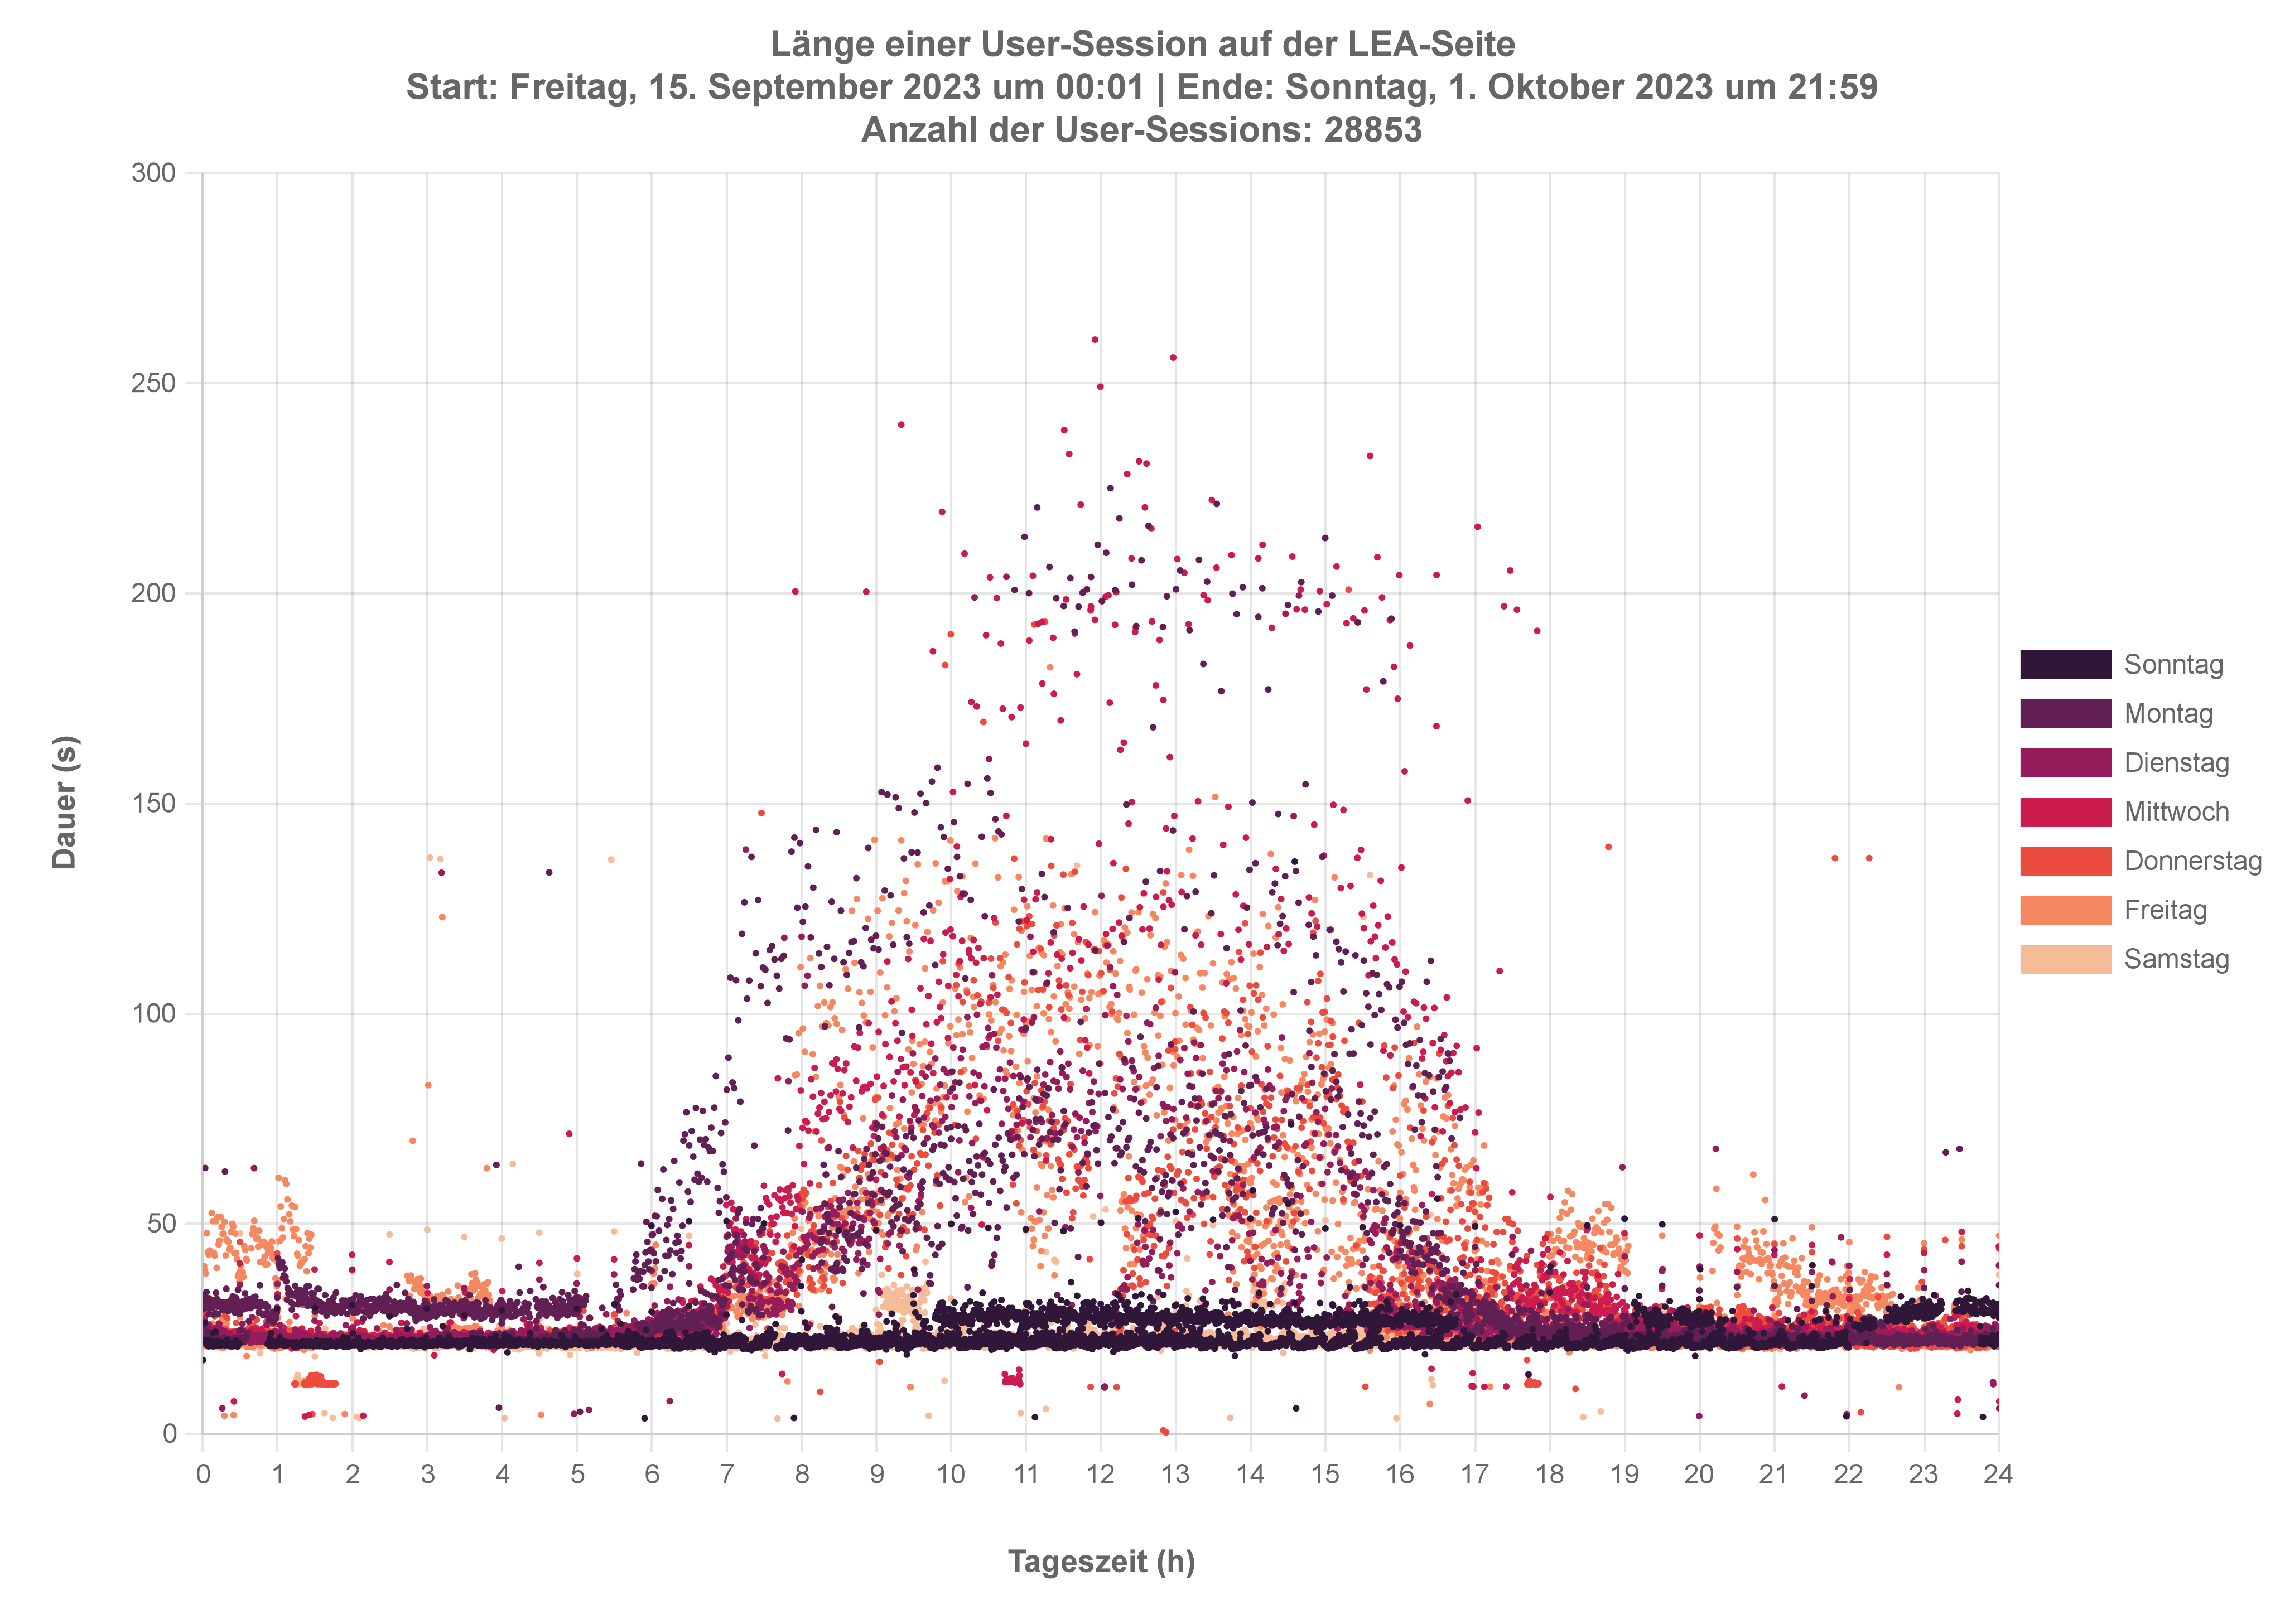 Länge einer User-Session auf der LEA-Seite
Start: Freitag, 15. September 2023 um 00:01 | Ende: Sonntag, 1. Oktober 2023 um 21:59
Anzahl der User-Sessions: 28853
300
250
200
150
100
50
0
Dauer (s)
0 1 2 3 4 5 6 7 8 9 10 11 12 13 14 15 16 17 18 19 20 21 22 23 24
Tageszeit (h)
Sonntag
Montag
Dienstag
Mittwoch
Donnerstag
Freitag
Samstag